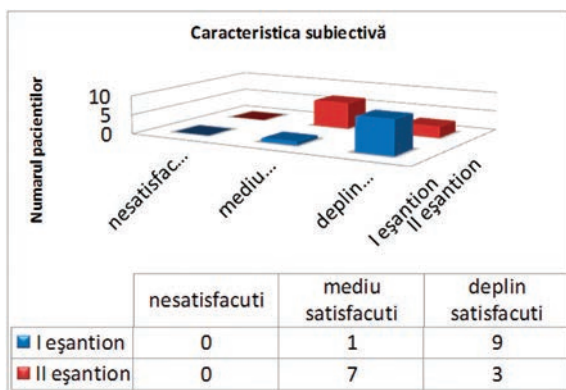 Caracteristica subiectivă
Numarul pacientilor
10
5
0
nesatisfac...
mediu...
deplin...
I eşantion
II eşantion
nesatisfacuti mediu satisfacuti deplin satisfacuti
I eşantion 0 1 9
II eşantion 0 7 3